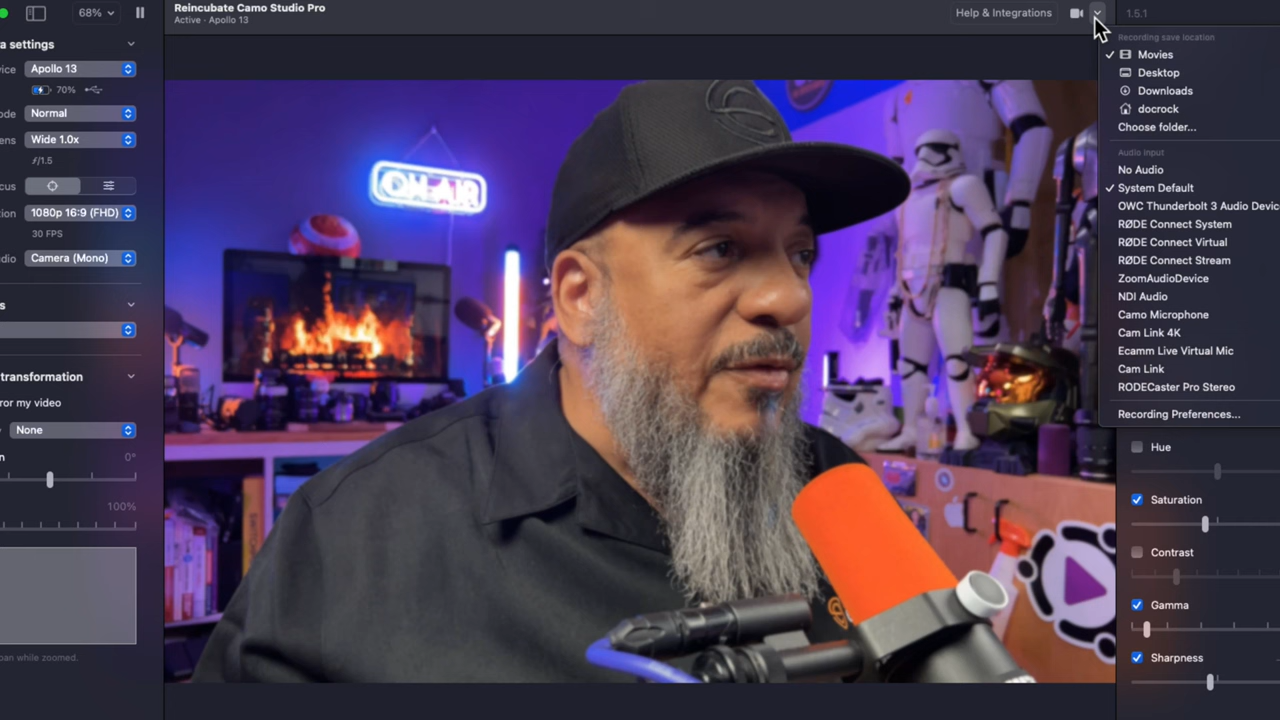 68%
Reincubate Camo Studio Pro
Active - Apollo 13
Help & Integrations
1.5.1
a settings
vice
Apollo 13
70%
ode
Normal
ens
Wide 1.0x
f/1.5
cus
tion
1080p 16:9 (FHD)
30 FPS
dio
Camera (Mono)
s
transformation
ror my video
None
n
0°
100%
pan while zoomed.
ON AIR
Recording save location
Movies
Desktop
Downloads
docrock
Choose folder...
Audio input
No Audio
System Default
OWC Thunderbolt 3 Audio Devic
RØDE Connect System
RØDE Connect Virtual
RØDE Connect Stream
ZoomAudioDevice
NDI Audio
Camo Microphone
Cam Link 4K
Ecamm Live Virtual Mic
Cam Link
RODECaster Pro Stereo
Recording Preferences...
Hue
Saturation
Contrast
Gamma
Sharpness